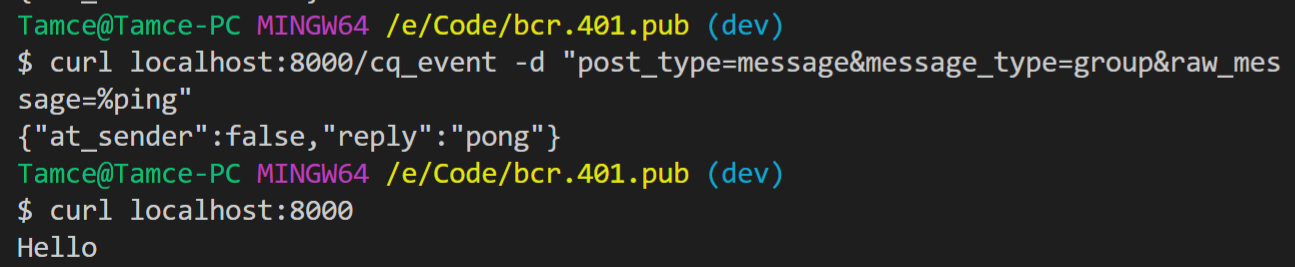 Tamce@Tamce-PC MINGW64 /e/Code/bcr.401.pub (dev)
$ curl localhost:8000/cq_event -d "post_type=message&message_type=group&raw_mes
sage=%ping"
{"at_sender":false,"reply":"pong"}
Tamce@Tamce-PC MINGW64 /e/Code/bcr.401.pub (dev)
$ curl localhost:8000
Hello